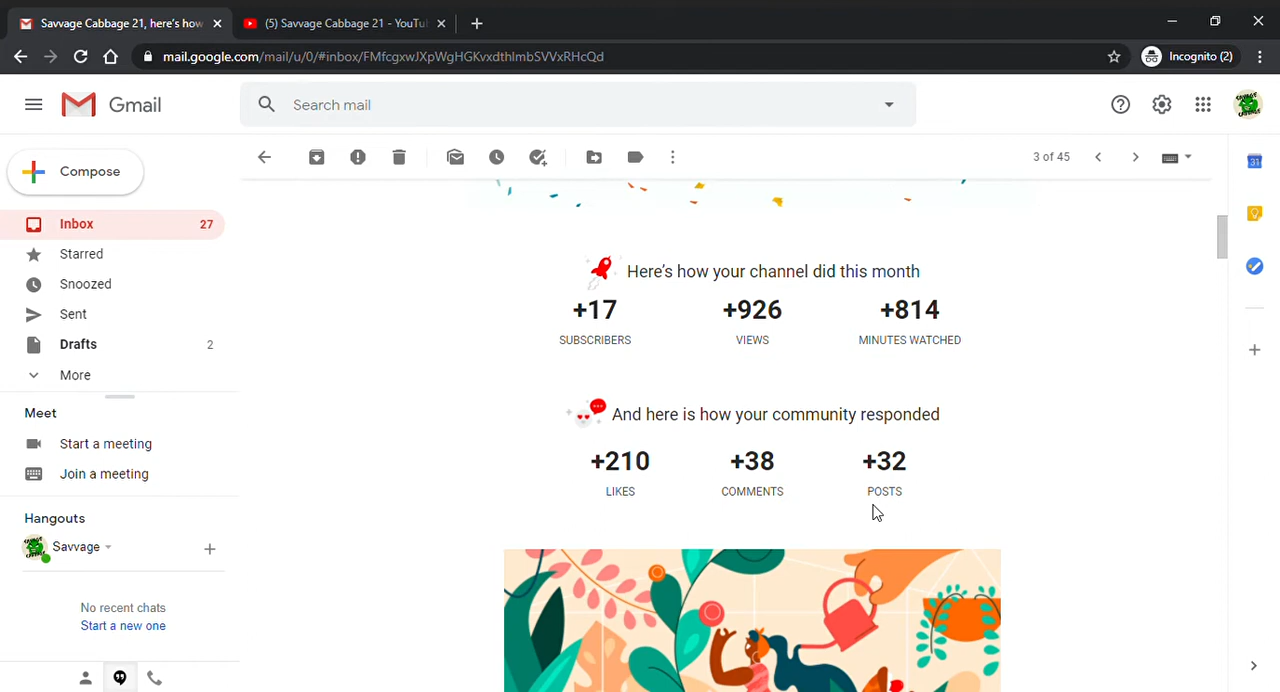 Savvage Cabbage 21, here's how
(5) Savvage Cabbage 21 - YouTu
mail.google.com/mail/u/0/#inbox/FMfcgxwJXpWgHGKvxdthlmbSVVxRHcQd
Incognito (2)
Gmail
Search mail
Compose
3 of 45
Inbox 27
Starred
Snoozed
Sent
Drafts 2
More
Meet
Start a meeting
Join a meeting
Hangouts
Savvage
No recent chats
Start a new one
Here's how your channel did this month
+17 +926 +814
SUBSCRIBERS VIEWS MINUTES WATCHED
And here is how your community responded
+210 +38 +32
LIKES COMMENTS POSTS
31